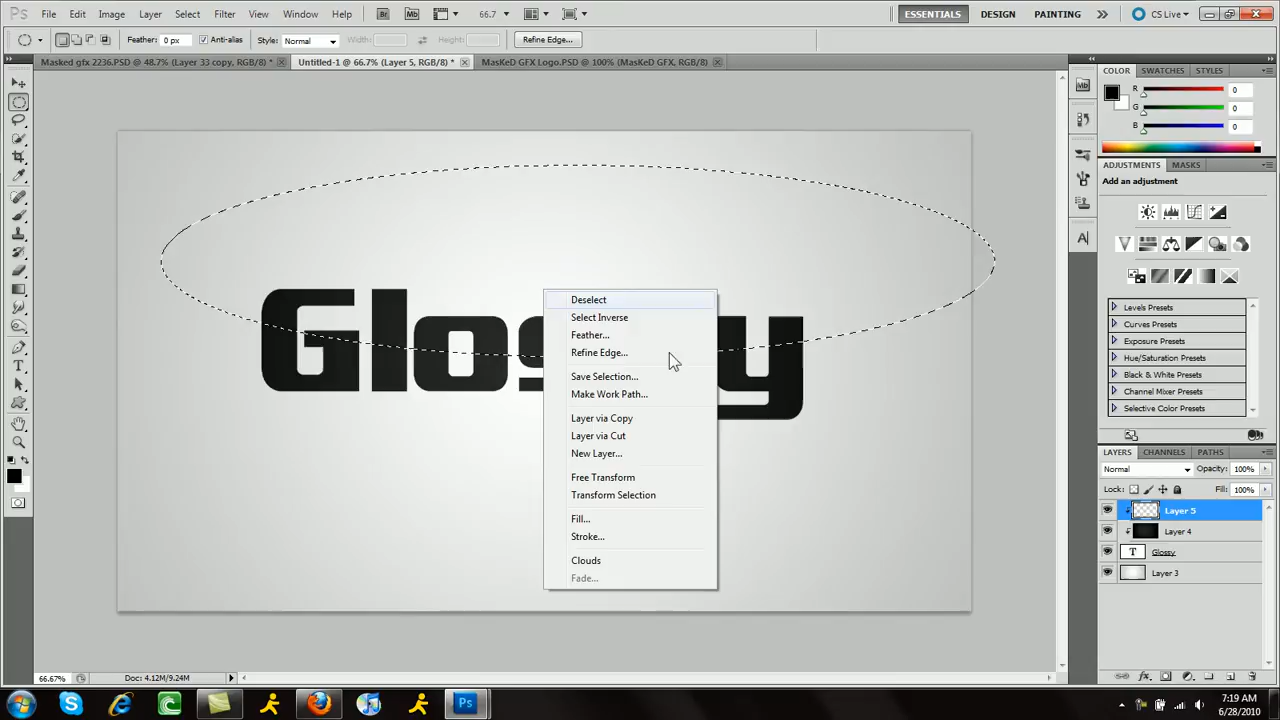 Ps File Edit Image Layer Select Filter View Window Help Br Mb 66.7 ESSENTIALS DESIGN PAINTING CS Live
Feather: 0 px Anti-alias Style: Normal Width: Height: Refine Edge...
Masked gfx 2236.PSD @ 48.7% (Layer 33 copy, RGB/8) * Untitled-1 @ 66.7% (Layer 5, RGB/8) * MasKeD GFX Logo.PSD @ 100% (MasKeD GFX, RGB/8)
COLOR SWATCHES STYLES
R 0
G 0
B 0
ADJUSTMENTS MASKS
Add an adjustment
Levels Presets
Curves Presets
Exposure Presets
Hue/Saturation Presets
Black & White Presets
Channel Mixer Presets
Selective Color Presets
Glossy
Deselect
Select Inverse
Feather...
Refine Edge...
Save Selection...
Make Work Path...
Layer via Copy
Layer via Cut
New Layer...
Free Transform
Transform Selection
Fill...
Stroke...
Clouds
Fade...
LAYERS CHANNELS PATHS
Normal Opacity: 100%
Lock: Fill: 100%
Layer 5
Layer 4
T Glossy
Layer 3
66.67% Doc: 4.12M/9.24M
7:19 AM
6/28/2010